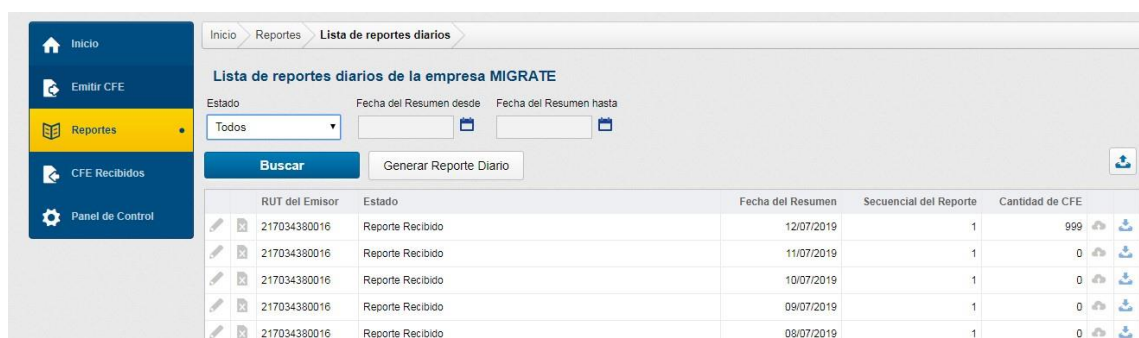 Inicio
Emitir CFE
Reportes
CFE Recibidos
Panel de Control
Inicio Reportes Lista de reportes diarios
Lista de reportes diarios de la empresa MIGRATE
Estado Fecha del Resumen desde Fecha del Resumen hasta
Todos
Buscar Generar Reporte Diario
RUT del Emisor Estado Fecha del Resumen Secuencial del Reporte Cantidad de CFE
217034380016 Reporte Recibido 12/07/2019 1 999
217034380016 Reporte Recibido 11/07/2019 1 0
217034380016 Reporte Recibido 10/07/2019 1 0
217034380016 Reporte Recibido 09/07/2019 1 0
217034380016 Reporte Recibido 08/07/2019 1 0